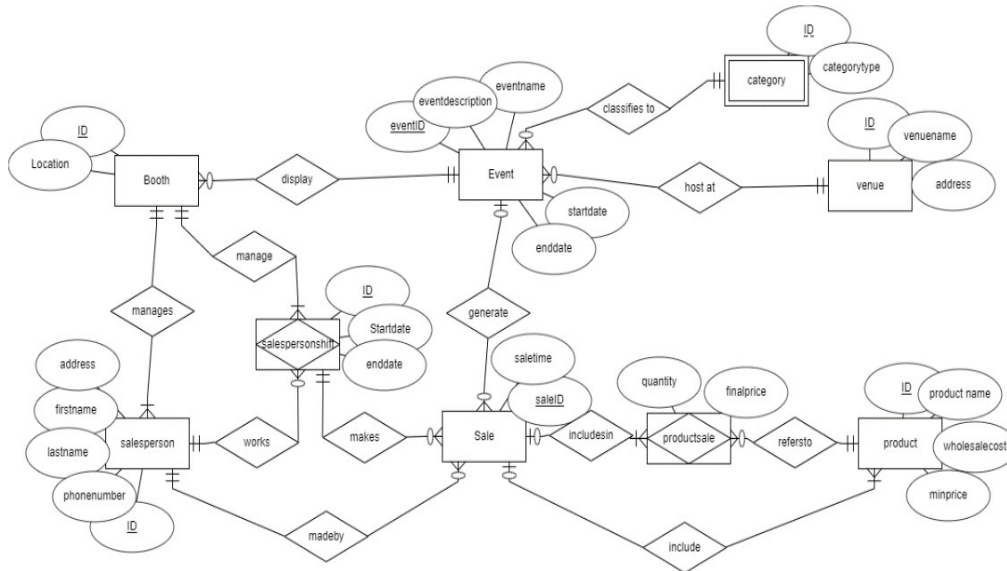 ID
categorytype
category
classifies to
eventname
eventdescription
eventID
Event
ID
Location
Booth
display
host at
ID
venuename
address
venue
startdate
enddate
manage
manages
generate
ID
Startdate
enddate
salespersonshift
address
firstname
lastname
phonenumber
ID
salesperson
works
makes
saletime
saleID
Sale
includesin
quantity
finalprice
productsale
refersto
ID
product name
wholesalecost
minprice
product
madeby
include